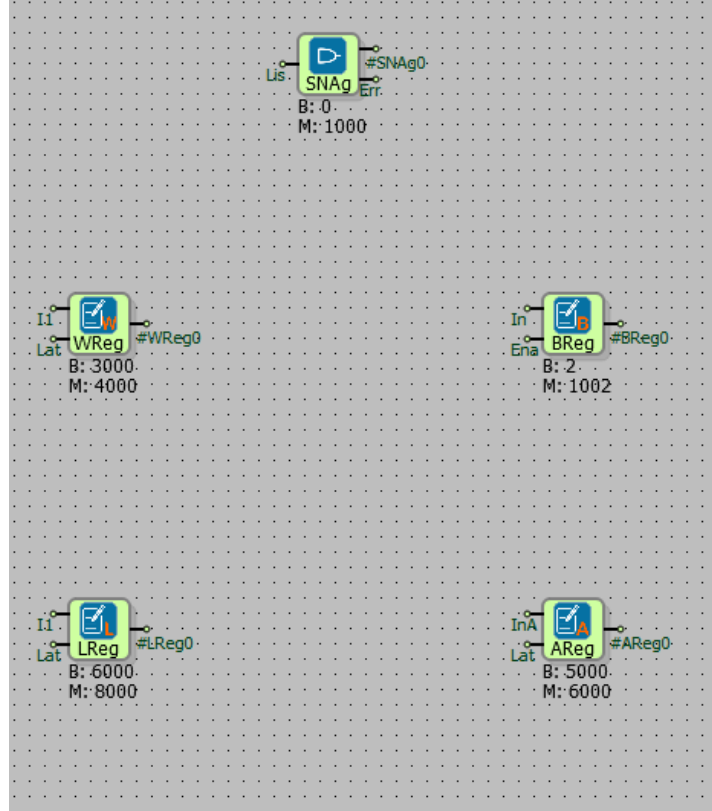 Lis
SNAg
#SNAg0
Err
B: 0
M: 1000
I1
Lat
W
WReg
#WReg0
B: 3000
M: 4000
In
Ena
B
BReg
#BReg0
B: 2
M: 1002
I1
Lat
L
LReg
#LReg0
B: 6000
M: 8000
InA
Lat
A
AReg
#AReg0
B: 5000
M: 6000